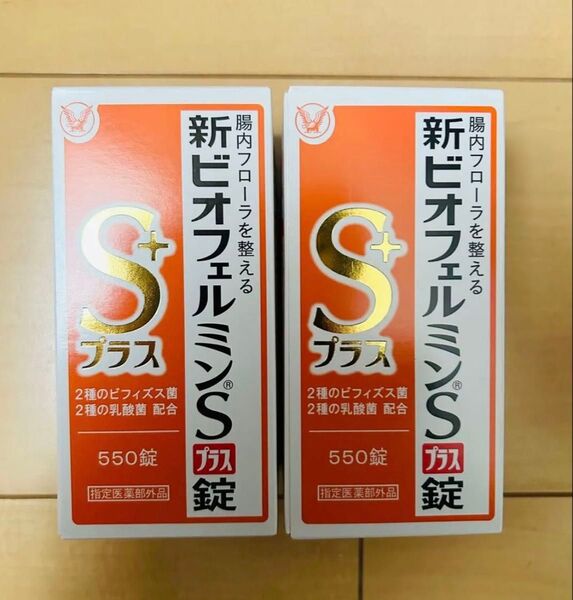 腸内フローラを整える
新ビオフェルミン®Sプラス錠
S+
プラス
2種のビフィズス菌
2種の乳酸菌 配合
550錠
指定医薬部外品
腸内フローラを整える
新ビオフェルミン®Sプラス錠
S+
プラス
2種のビフィズス菌
2種の乳酸菌 配合
550錠
指定医薬部外品